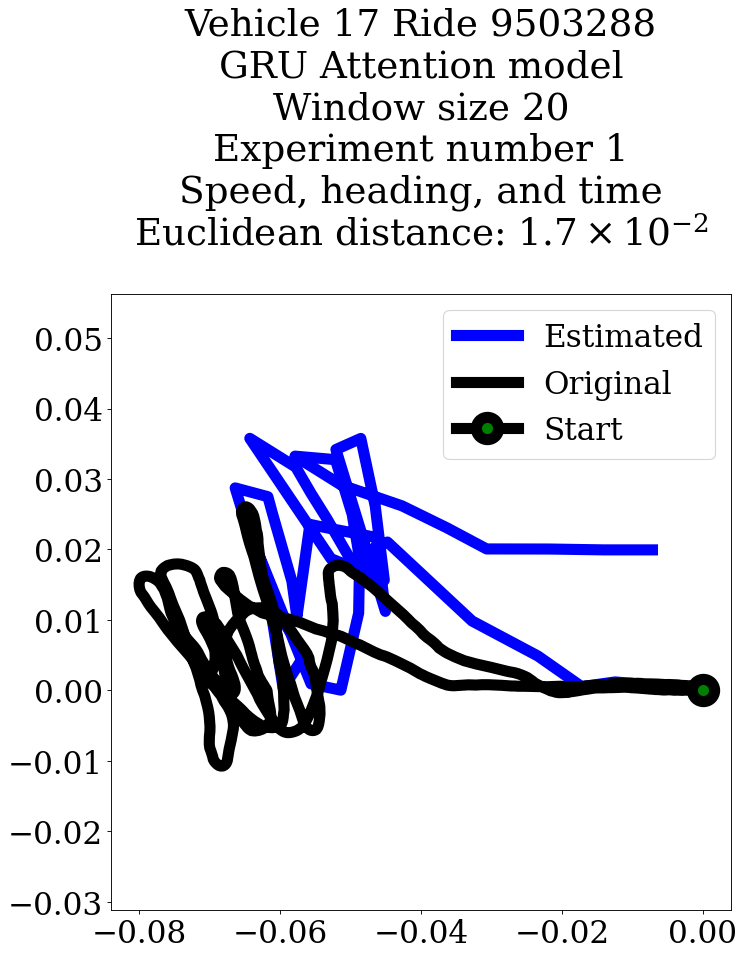 Vehicle 17 Ride 9503288
GRU Attention model
Window size 20
Experiment number 1
Speed, heading, and time
Euclidean distance: 1.7 × 10⁻²
Estimated
Original
Start
0.05
0.04
0.03
0.02
0.01
0.00
−0.01
−0.02
−0.03
−0.08 −0.06 −0.04 −0.02 0.00